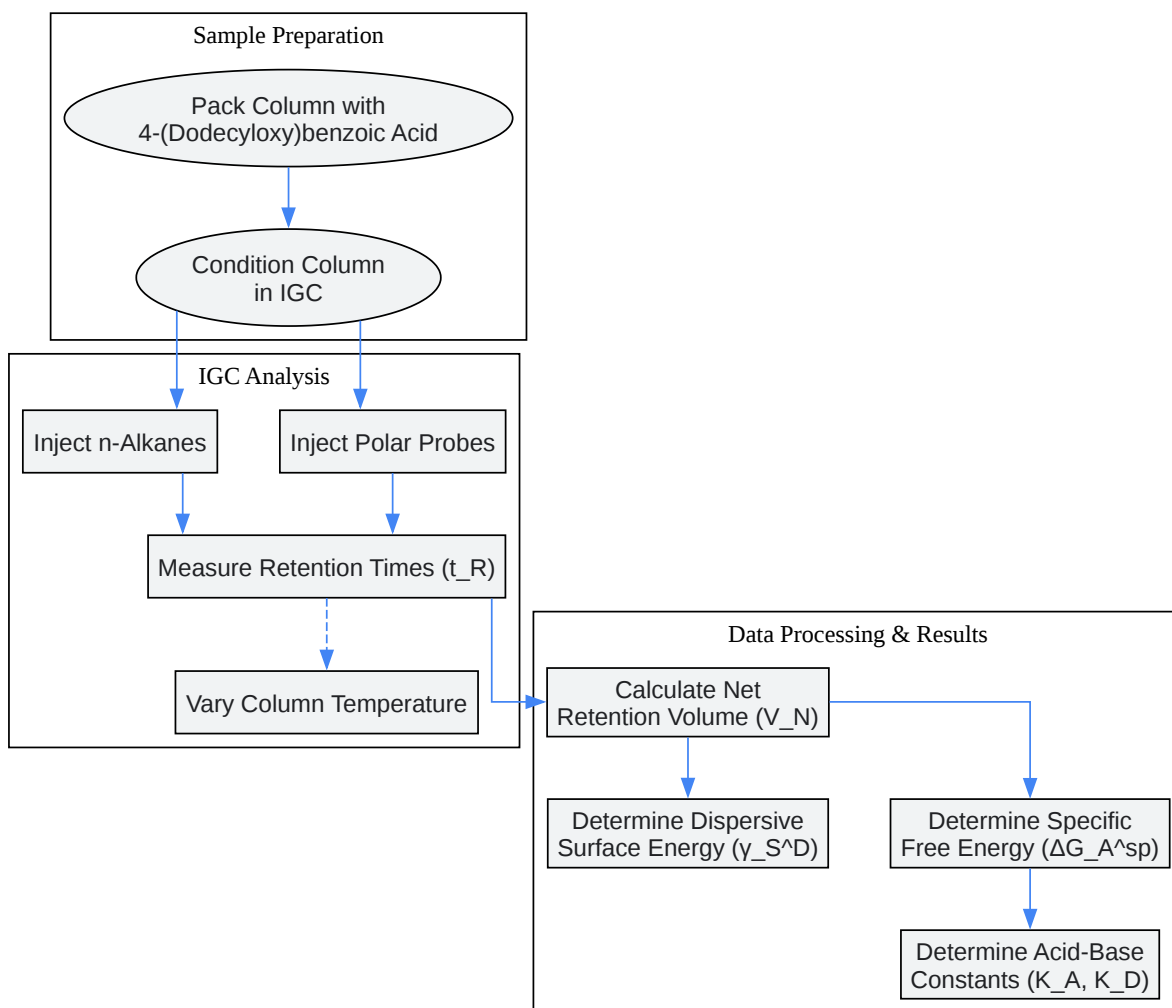 Sample Preparation
Pack Column with
4-(Dodecyloxy)benzoic Acid
Condition Column
in IGC
IGC Analysis
Inject n-Alkanes
Inject Polar Probes
Measure Retention Times (t_R)
Vary Column Temperature
Data Processing & Results
Calculate Net
Retention Volume (V_N)
Determine Dispersive
Surface Energy (γ_S^D)
Determine Specific
Free Energy (ΔG_A^sp)
Determine Acid-Base
Constants (K_A, K_D)